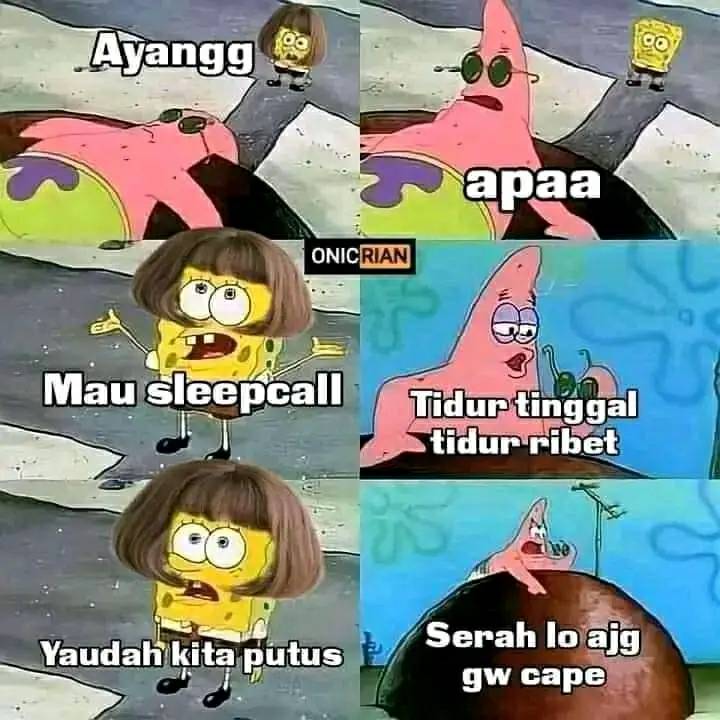 Ayangg
apaa
ONICRIAN
Mau sleepcall
Tidur tinggal
tidur ribet
Yaudah kita putus
Serah lo ajg
gw cape